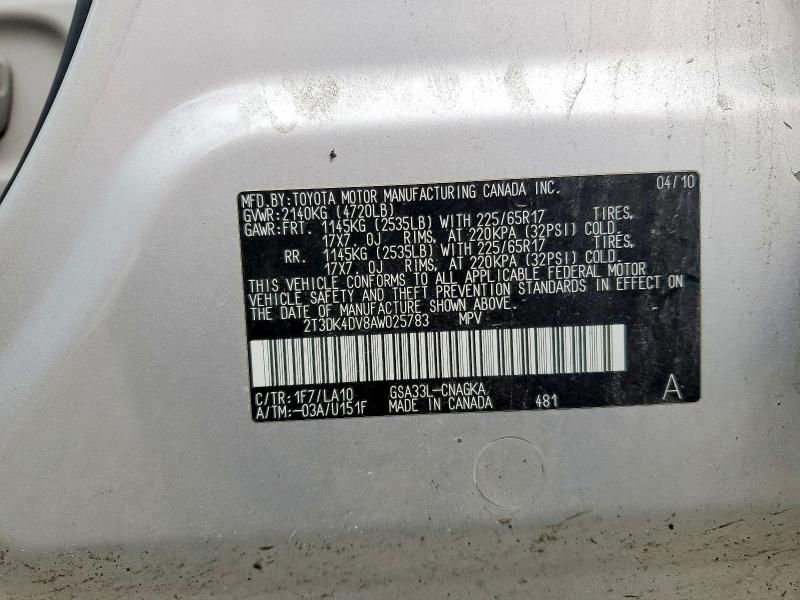 MFD.BY:TOYOTA MOTOR MANUFACTURING CANADA INC. 04/10
GVWR:2140KG (4720LB)
GAWR:FRT. 1145KG (2535LB) WITH 225/65R17 TIRES,
17X7.0J RIMS, AT 220KPA (32PSI) COLD.
RR. 1145KG (2535LB) WITH 225/65R17 TIRES,
17X7.0J RIMS, AT 220KPA (32PSI) COLD.
THIS VEHICLE CONFORMS TO ALL APPLICABLE FEDERAL MOTOR
VEHICLE SAFETY AND THEFT PREVENTION STANDARDS IN EFFECT ON
THE DATE OF MANUFACTURE SHOWN ABOVE.
2T3DK4DV8AW025783 MPV
C/TR:1F7/LA10 GSA33L-CNAGKA
A/TM:-03A/U151F MADE IN CANADA 481 A